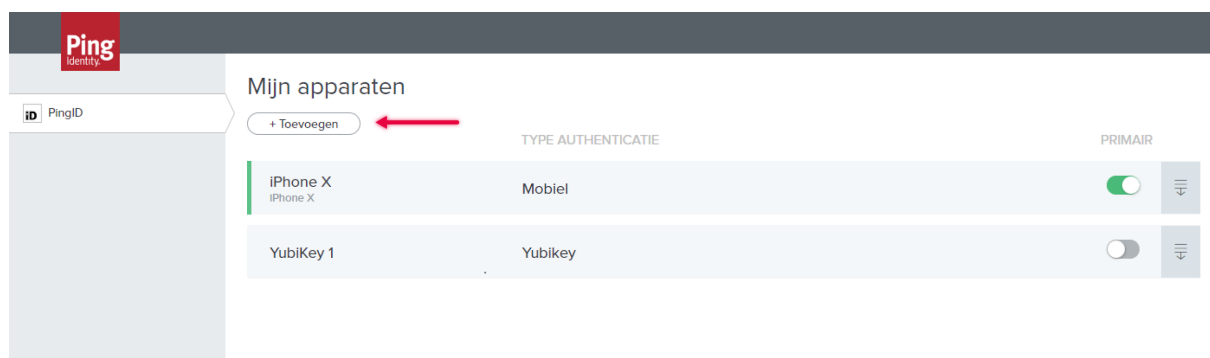 Ping
Identity.
iD PingID
Mijn apparaten
+ Toevoegen
TYPE AUTHENTICATIE PRIMAIR
iPhone X
iPhone X
Mobiel
YubiKey 1 Yubikey